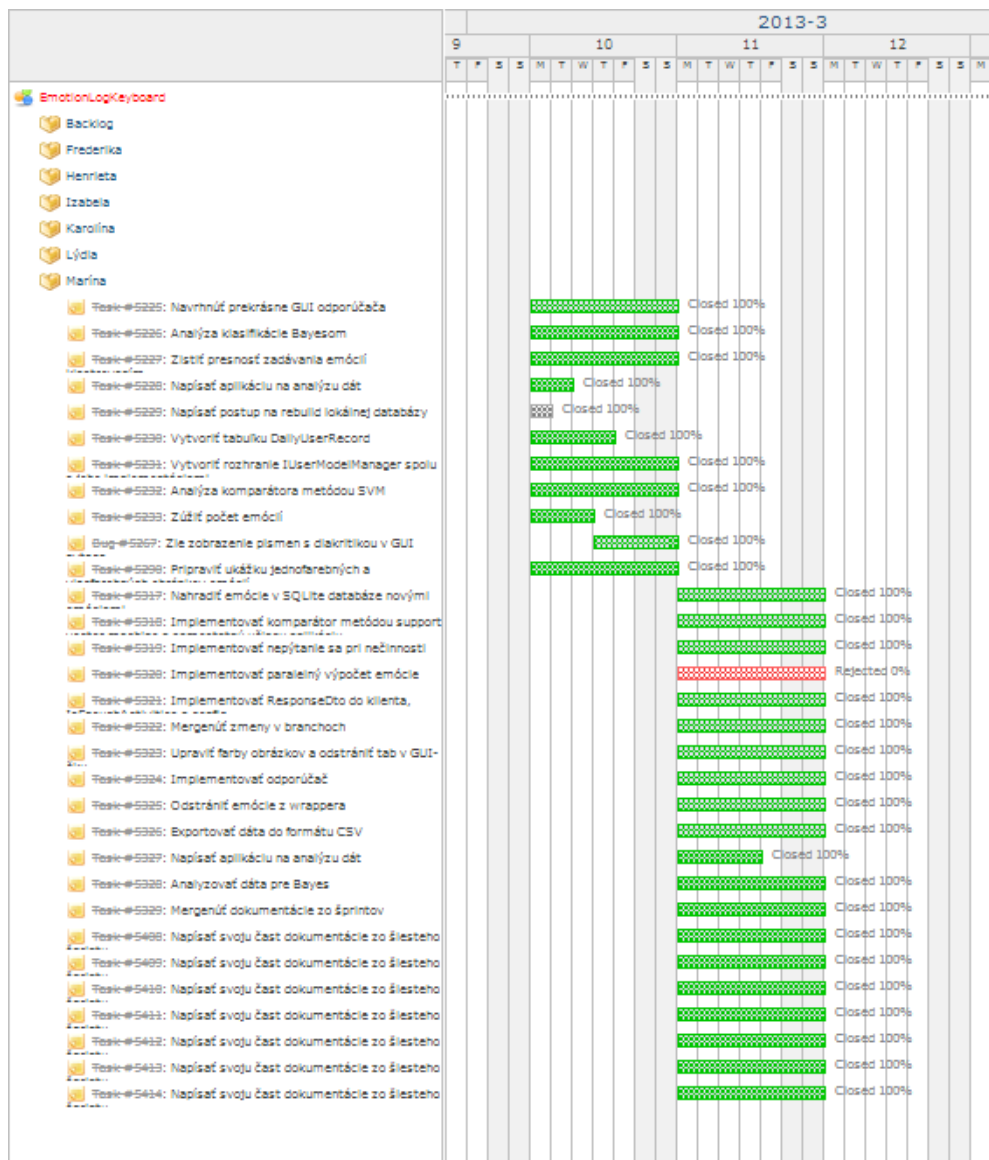 2013-3
9 10 11 12
T F S S M T W T F S S M T W T F S S M T W T F S S M
EmotionLogKeyboard
Backlog
Frederika
Henrieta
Izabela
Karolína
Lýdia
Marína
Task #5225: Navrhnúť prekrásne GUI odporúčača Closed 100%
Task #5226: Analýza klasifikácie Bayesom Closed 100%
Task #5227: Zistiť presnosť zadávania emócií Closed 100%
Task #5228: Napísať aplikáciu na analýzu dát Closed 100%
Task #5229: Napísať postup na rebuild lokálnej databázy Closed 100%
Task #5230: Vytvoriť tabuľku DailyUserRecord Closed 100%
Task #5231: Vytvoriť rozhranie IUserModelManager spolu Closed 100%
Task #5232: Analýza komparátora metódou SVM Closed 100%
Task #5233: Zúžiť počet emócií Closed 100%
Bug #5267: Zle zobrazenie pismen s diakritikou v GUI Closed 100%
Task #5290: Pripraviť ukážku jednofarebných a Closed 100%
Task #5317: Nahradiť emócie v SQLite databáze novými Closed 100%
Task #5318: Implementovať komparátor metódou support Closed 100%
Task #5319: Implementovať nepýtanie sa pri nečinnosti Closed 100%
Task #5320: Implementovať paralelný výpočet emócie Rejected 0%
Task #5321: Implementovať ResponseDto do klienta, Closed 100%
Task #5322: Mergenúť zmeny v branchoch Closed 100%
Task #5323: Upraviť farby obrázkov a odstrániť tab v GUI- Closed 100%
Task #5324: Implementovať odporúčač Closed 100%
Task #5325: Odstrániť emócie z wrappera Closed 100%
Task #5326: Exportovať dáta do formátu CSV Closed 100%
Task #5327: Napísať aplikáciu na analýzu dát Closed 100%
Task #5328: Analyzovať dáta pre Bayes Closed 100%
Task #5329: Mergenúť dokumentácie zo šprintov Closed 100%
Task #5408: Napísať svoju časť dokumentácie zo šiesteho Closed 100%
Task #5409: Napísať svoju časť dokumentácie zo šiesteho Closed 100%
Task #5410: Napísať svoju časť dokumentácie zo šiesteho Closed 100%
Task #5411: Napísať svoju časť dokumentácie zo šiesteho Closed 100%
Task #5412: Napísať svoju časť dokumentácie zo šiesteho Closed 100%
Task #5413: Napísať svoju časť dokumentácie zo šiesteho Closed 100%
Task #5414: Napísať svoju časť dokumentácie zo šiesteho Closed 100%